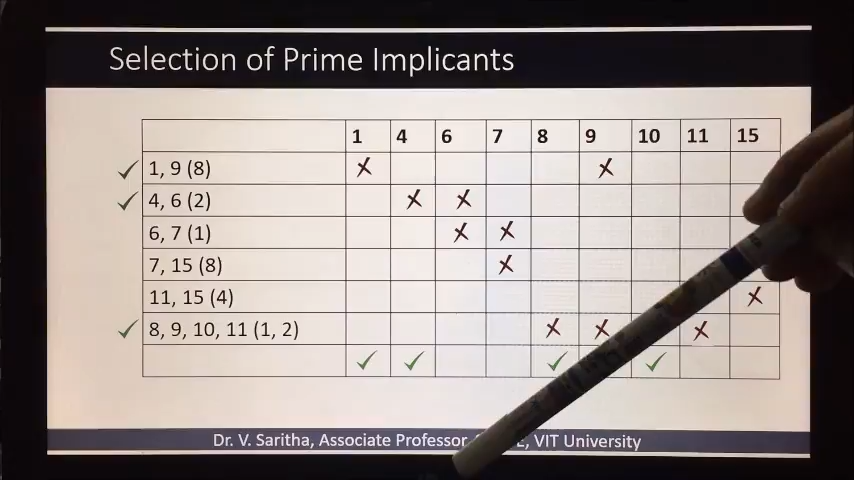 Selection of Prime Implicants
1 4 6 7 8 9 10 11 15
✓ 1, 9 (8) X X
✓ 4, 6 (2) X X
6, 7 (1) X X
7, 15 (8) X
11, 15 (4) X
✓ 8, 9, 10, 11 (1, 2) X X X
✓ ✓ ✓ ✓
Dr. V. Saritha, Associate Professor, VIT University